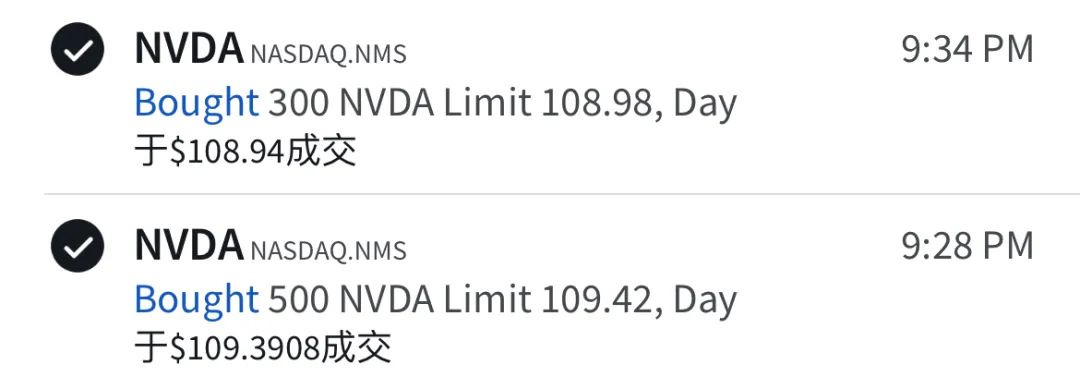 NVDA NASDAQ.NMS 9:34 PM
Bought 300 NVDA Limit 108.98, Day
于$108.94成交
NVDA NASDAQ.NMS 9:28 PM
Bought 500 NVDA Limit 109.42, Day
于$109.3908成交